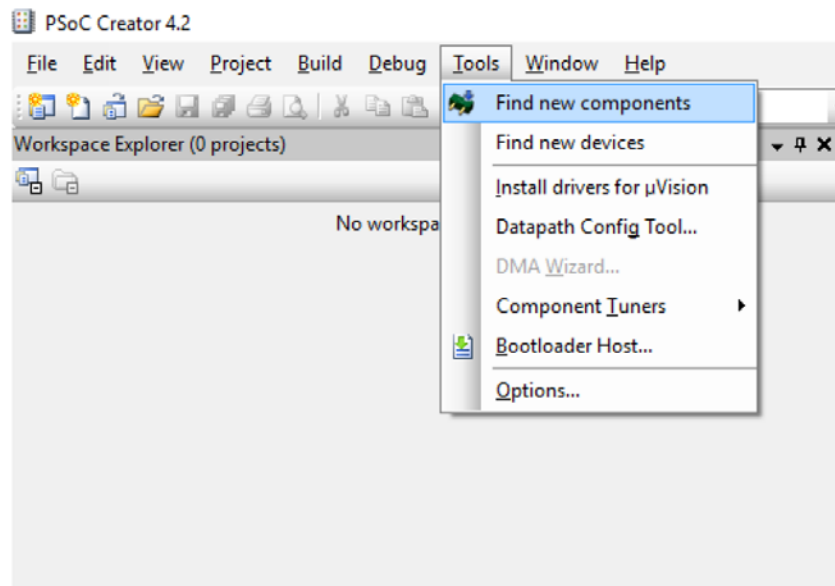 PSoC Creator 4.2
File Edit View Project Build Debug Tools Window Help
Find new components
Workspace Explorer (0 projects)
Find new devices
Install drivers for µVision
No workspa
Datapath Config Tool...
DMA Wizard...
Component Tuners
Bootloader Host...
Options...